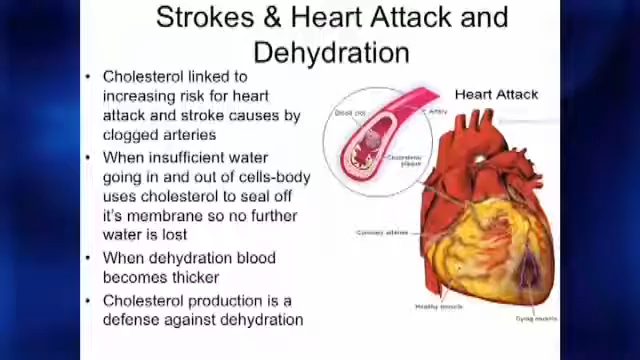 Strokes & Heart Attack and
Dehydration
• Cholesterol linked to
increasing risk for heart
attack and stroke causes by
clogged arteries
• When insufficient water
going in and out of cells-body
uses cholesterol to seal off
it's membrane so no further
water is lost
• When dehydration blood
becomes thicker
• Cholesterol production is a
defense against dehydration
Heart Attack
Blood clot
Artery
Cholesterol
plaque
Coronary arteries
Healthy muscle
Dying muscle